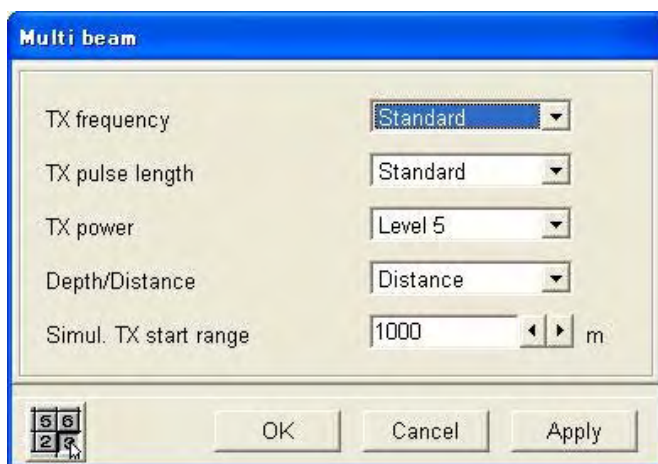 Multi beam
TX frequency Standard
TX pulse length Standard
TX power Level 5
Depth/Distance Distance
Simul. TX start range 1000 m
5 6
2
OK Cancel Apply